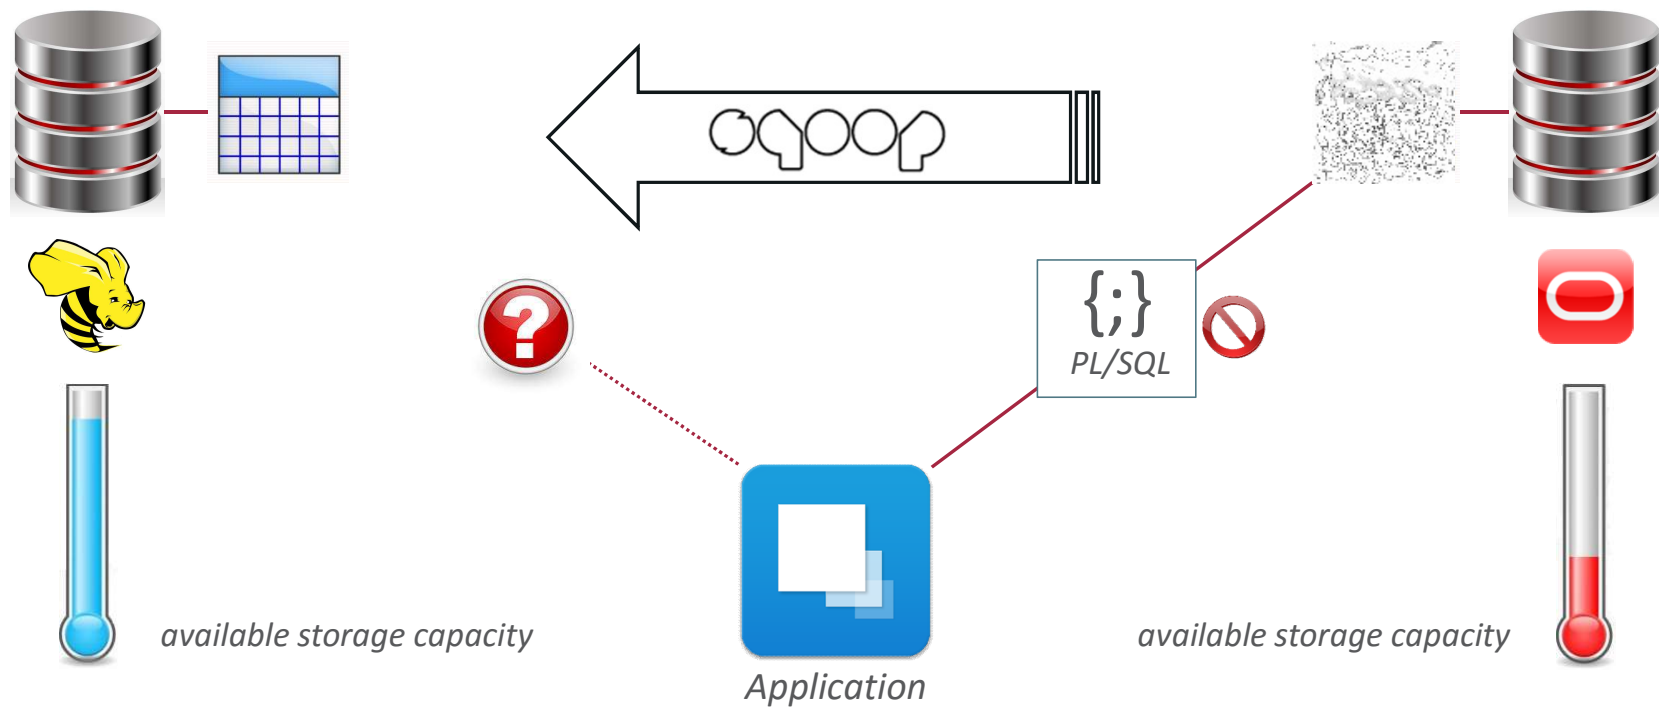 sqoop
?
{;}
PL/SQL
available storage capacity
available storage capacity
Application